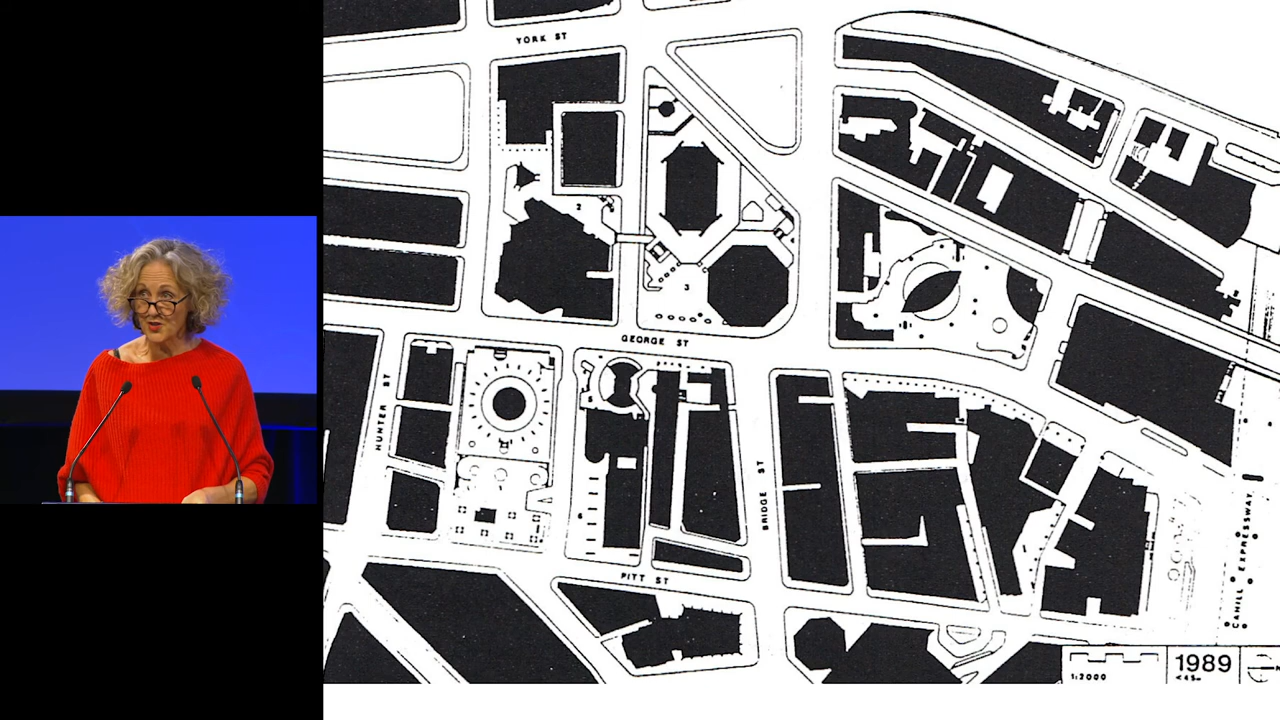 YORK ST
2
3
GEORGE ST
HUNTER ST
BRIDGE ST
PITT ST
CAHILL EXPRESSWAY
1:2000
1989